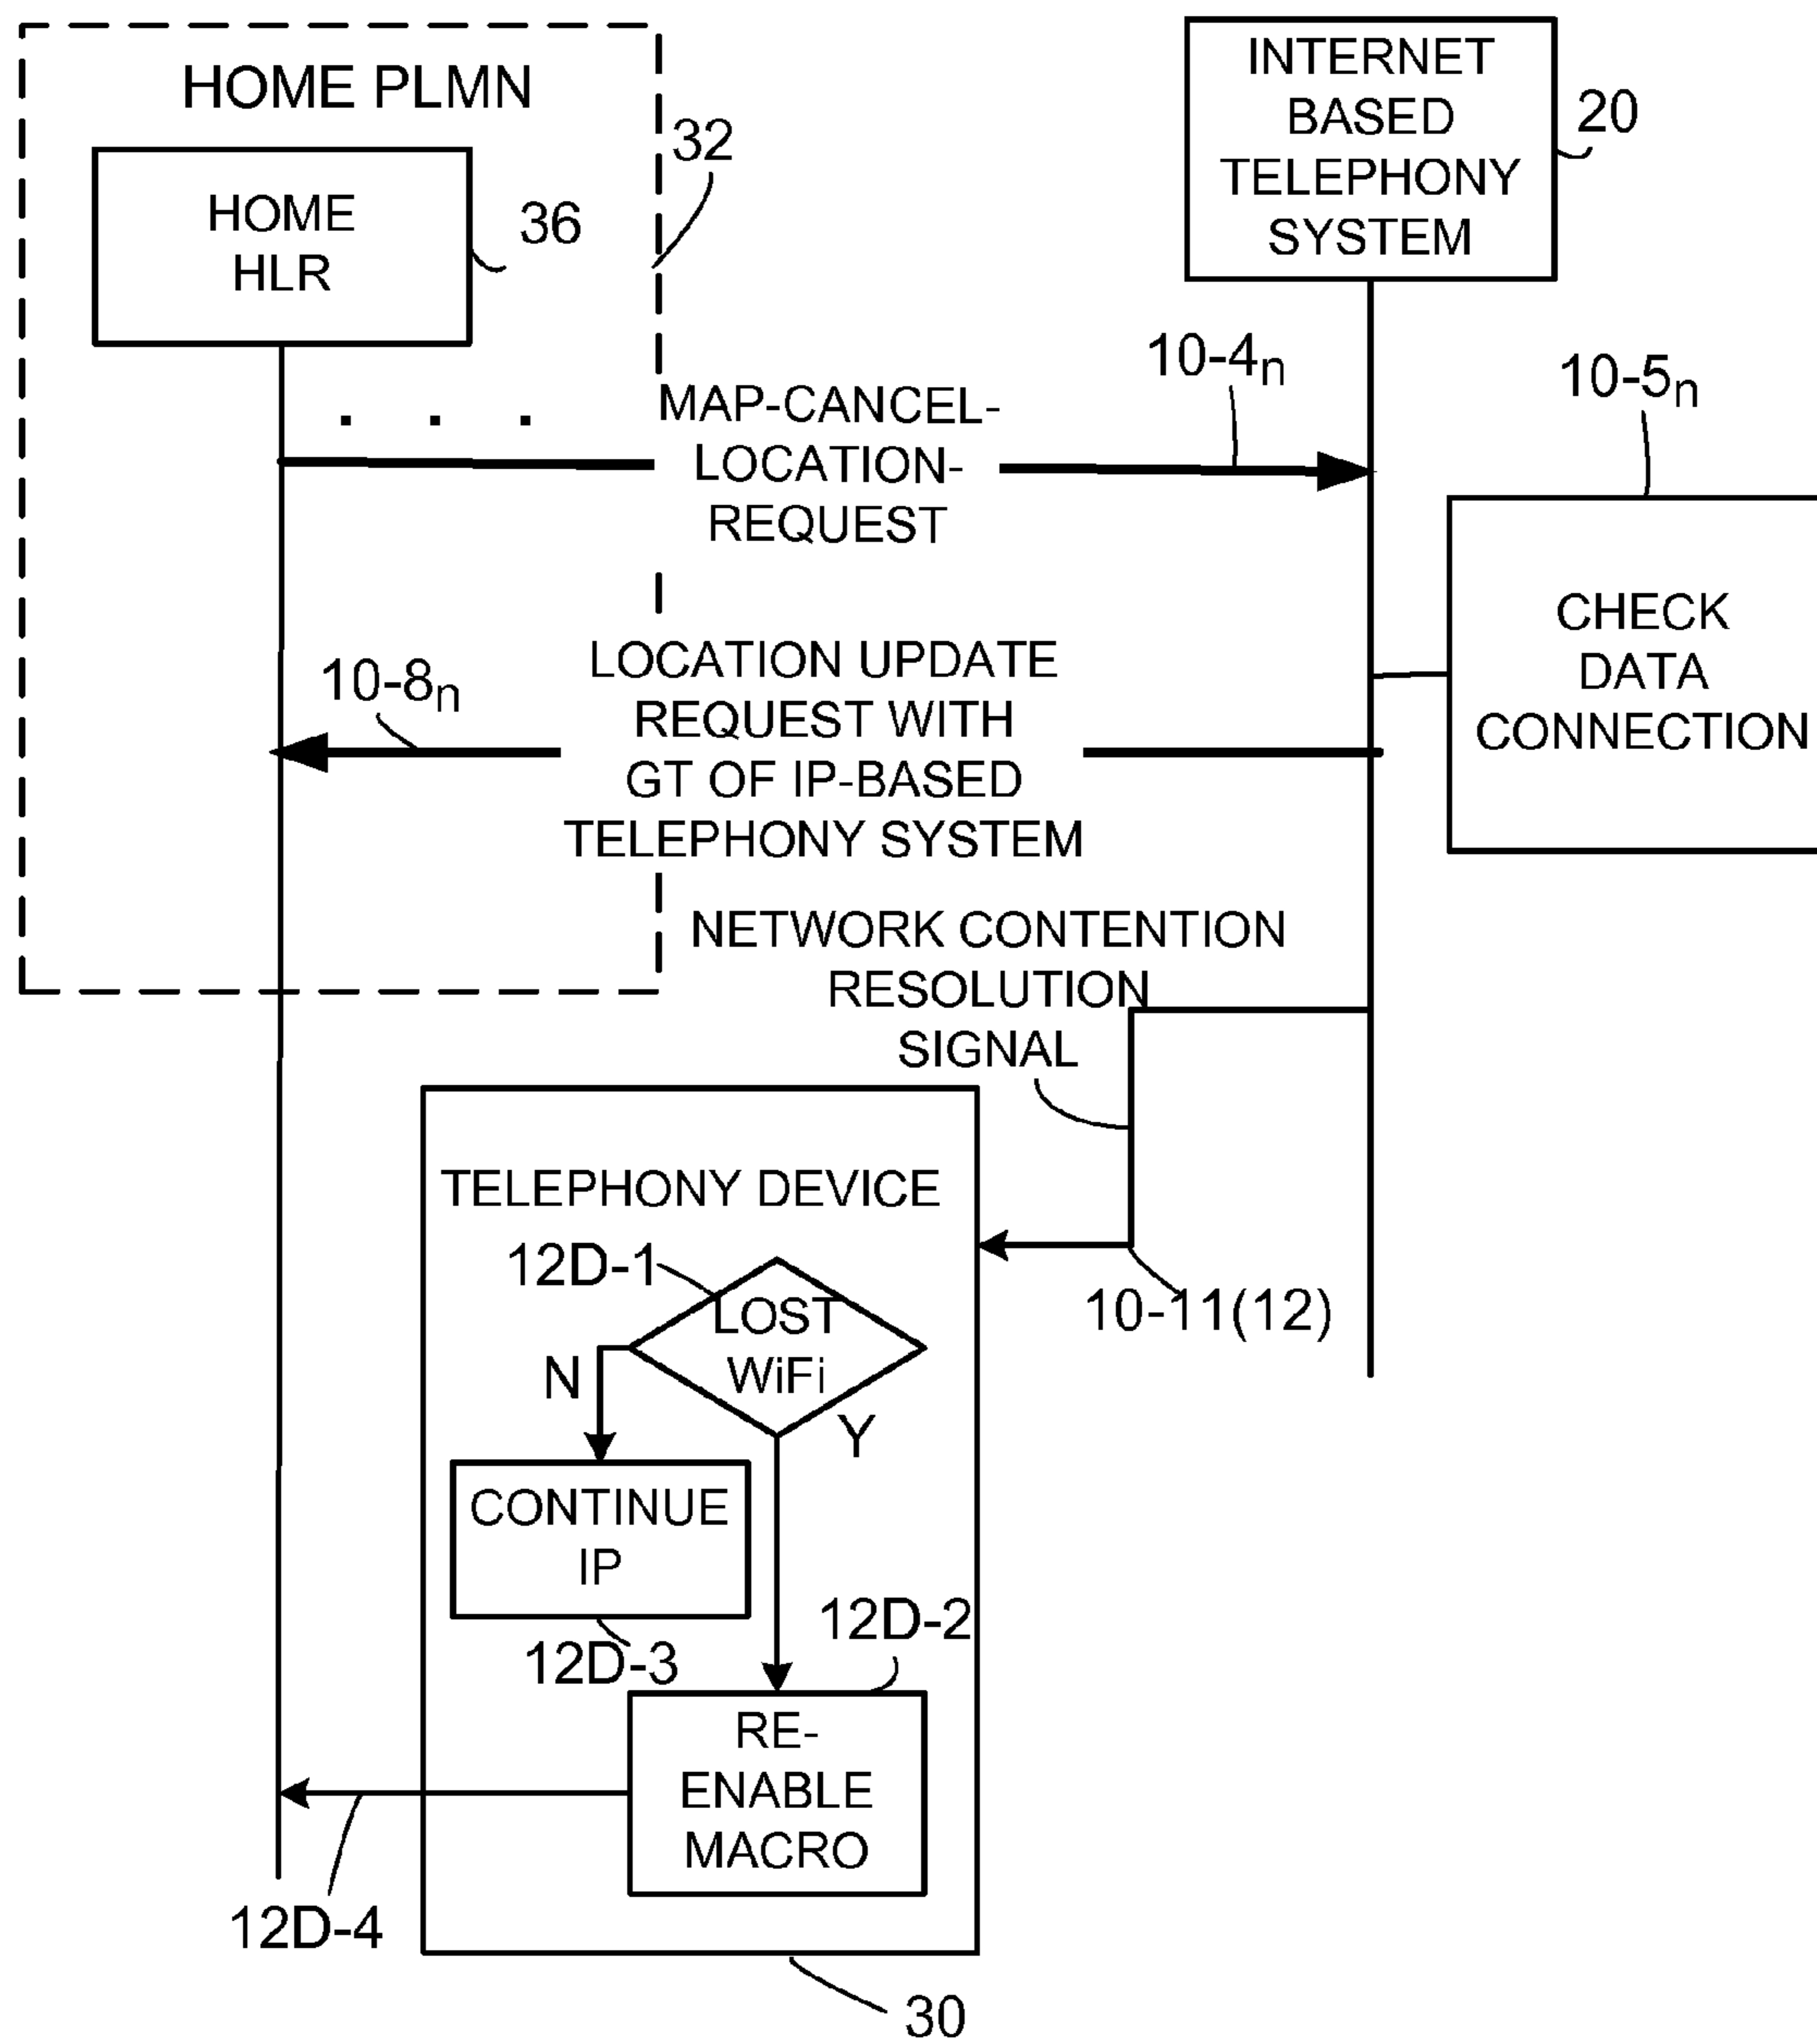 HOME PLMN
HOME
HLR
36
32
INTERNET
BASED
TELEPHONY
SYSTEM
20
. . .
MAP-CANCEL-
LOCATION-
REQUEST
10-4n
10-5n
CHECK
DATA
CONNECTION
10-8n
LOCATION UPDATE
REQUEST WITH
GT OF IP-BASED
TELEPHONY SYSTEM
NETWORK CONTENTION
RESOLUTION
SIGNAL
TELEPHONY DEVICE
10-11(12)
12D-1
LOST
WiFi
N
Y
CONTINUE
IP
12D-3
12D-2
RE-
ENABLE
MACRO
12D-4
30